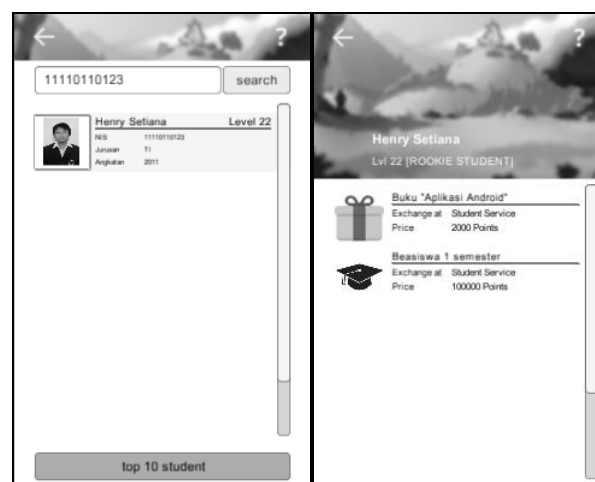 ?
11110110123 search
Henry Setiana Level 22
NIS 11110110123
Jurusan TI
Angkatan 2011
top 10 student
?
Henry Setiana
Lvl 22 [ROOKIE STUDENT]
Buku "Aplikasi Android"
Exchange at Student Service
Price 2000 Points
Beasiswa 1 semester
Exchange at Student Service
Price 100000 Points